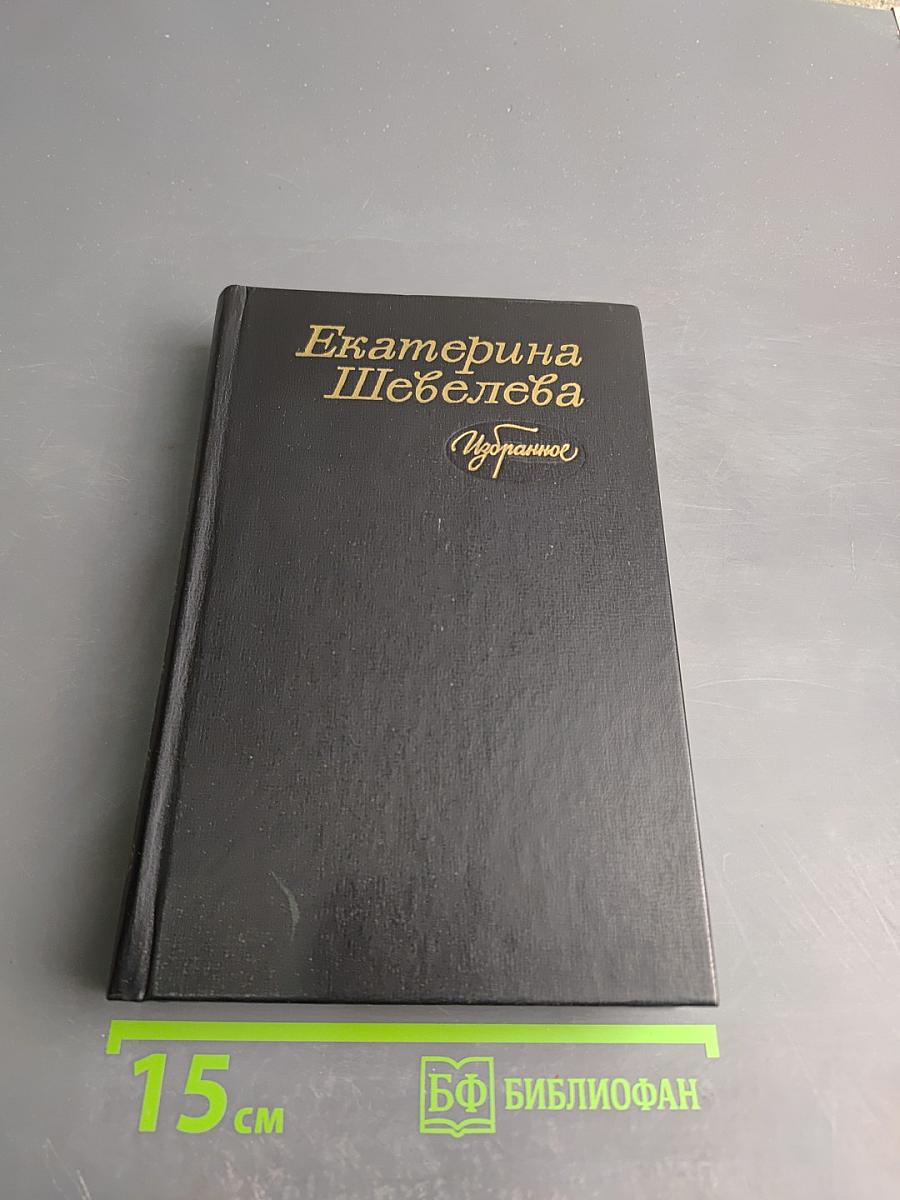 Екатерина
Шевелева
Избранное
15 см
БФ БИБЛИОФАН